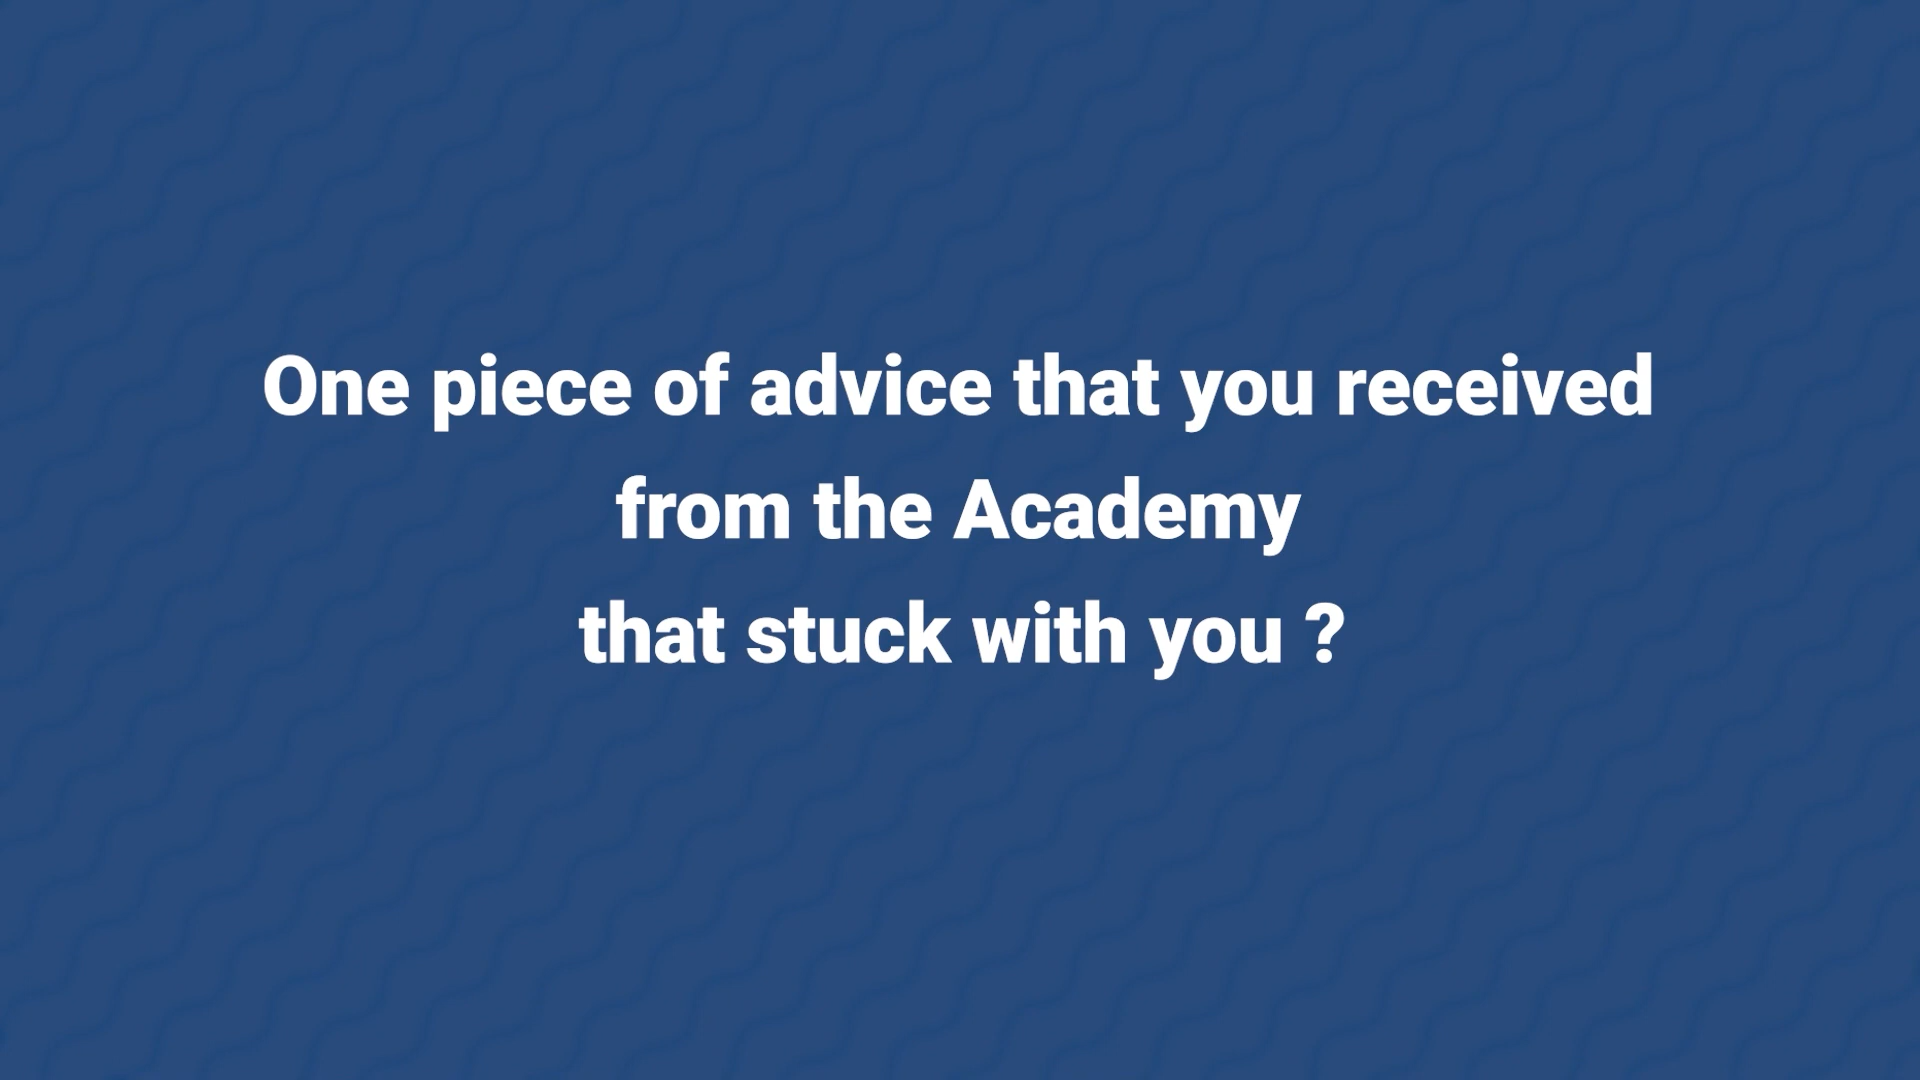 One piece of advice that you received
from the Academy
that stuck with you ?